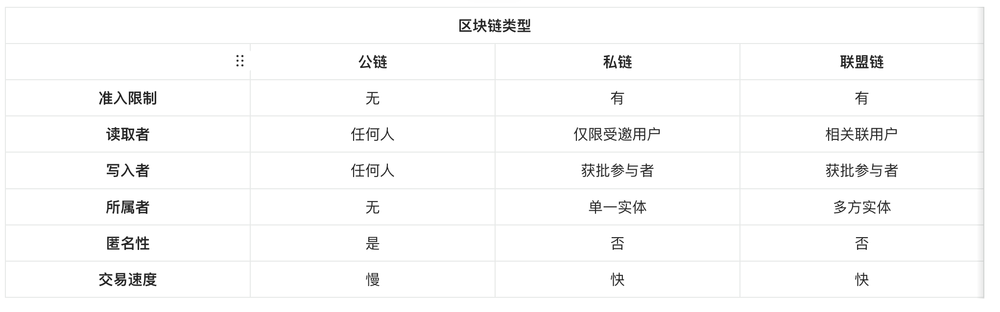 区块链类型
公链 私链 联盟链
准入限制 无 有 有
读取者 任何人 仅限受邀用户 相关联用户
写入者 任何人 获批参与者 获批参与者
所属者 无 单一实体 多方实体
匿名性 是 否 否
交易速度 慢 快 快